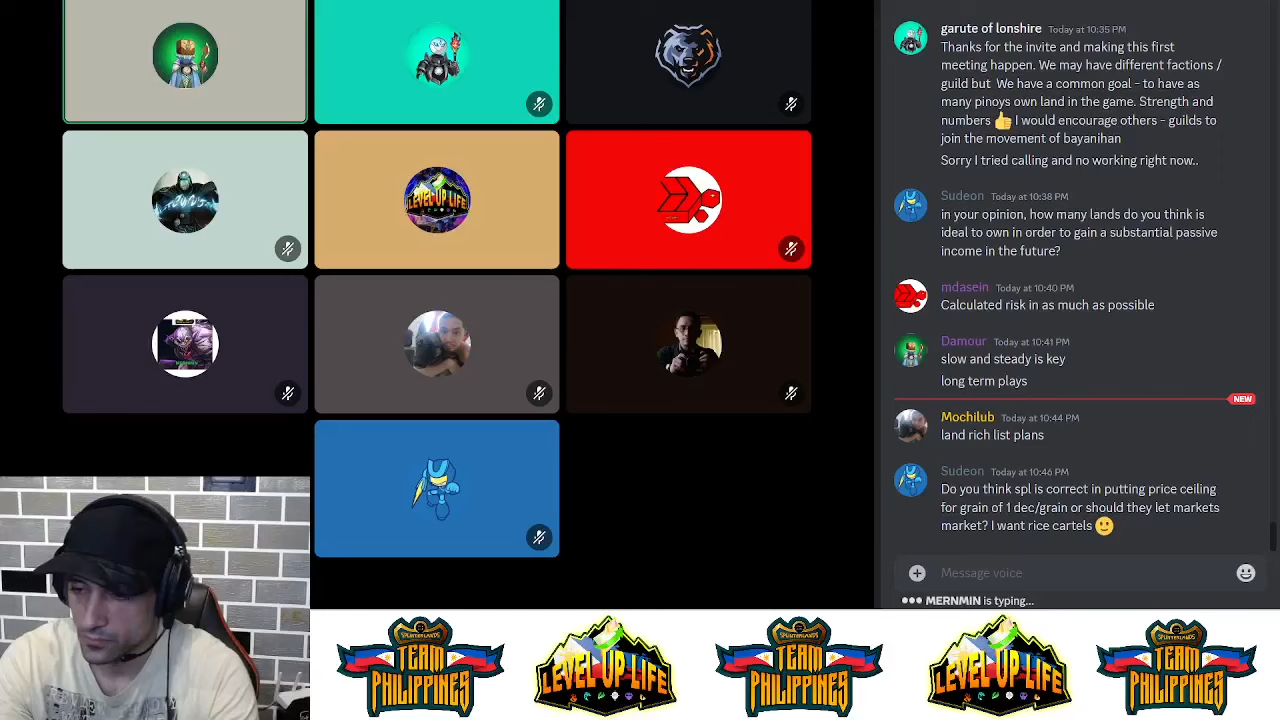 garute of lonshire Today at 10:35 PM
Thanks for the invite and making this first
meeting happen. We may have different factions /
guild but We have a common goal - to have as
many pinoys own land in the game. Strength and
numbers 👍 I would encourage others - guilds to
join the movement of bayanihan
Sorry I tried calling and no working right now..
Sudeon Today at 10:38 PM
in your opinion, how many lands do you think is
ideal to own in order to gain a substantial passive
income in the future?
mdasein Today at 10:40 PM
Calculated risk in as much as possible
Damour Today at 10:41 PM
slow and steady is key
long term plays
NEW
Mochilub Today at 10:44 PM
land rich list plans
Sudeon Today at 10:46 PM
Do you think spl is correct in putting price ceiling
for grain of 1 dec/grain or should they let markets
market? I want rice cartels 🙂
Message voice
MERNMIN is typing...
LEVEL UP LIFE
SPLINTERLANDS
TEAM
PHILIPPINES
LEVEL UP LIFE
SPLINTERLANDS
TEAM
PHILIPPINES
LEVEL UP LIFE
SPLINTERLANDS
TEAM
PHILIPPINES